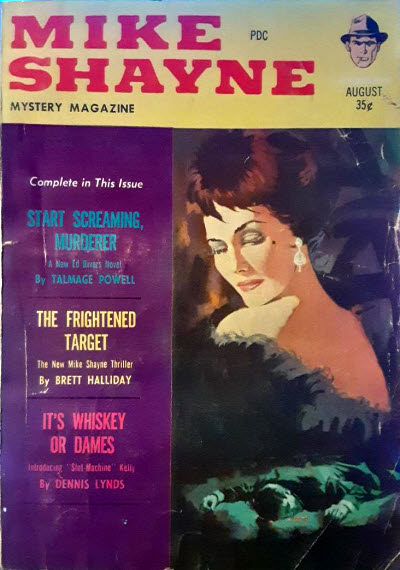 MIKE
SHAYNE
PDC
MYSTERY MAGAZINE
AUGUST
35¢
Complete in This Issue
START SCREAMING,
MURDERER
A New Ed Rivers Novel
By TALMAGE POWELL
THE FRIGHTENED
TARGET
The New Mike Shayne Thriller
By BRETT HALLIDAY
IT'S WHISKEY
OR DAMES
Introducing "Slot-Machine" Kelly
By DENNIS LYNDS